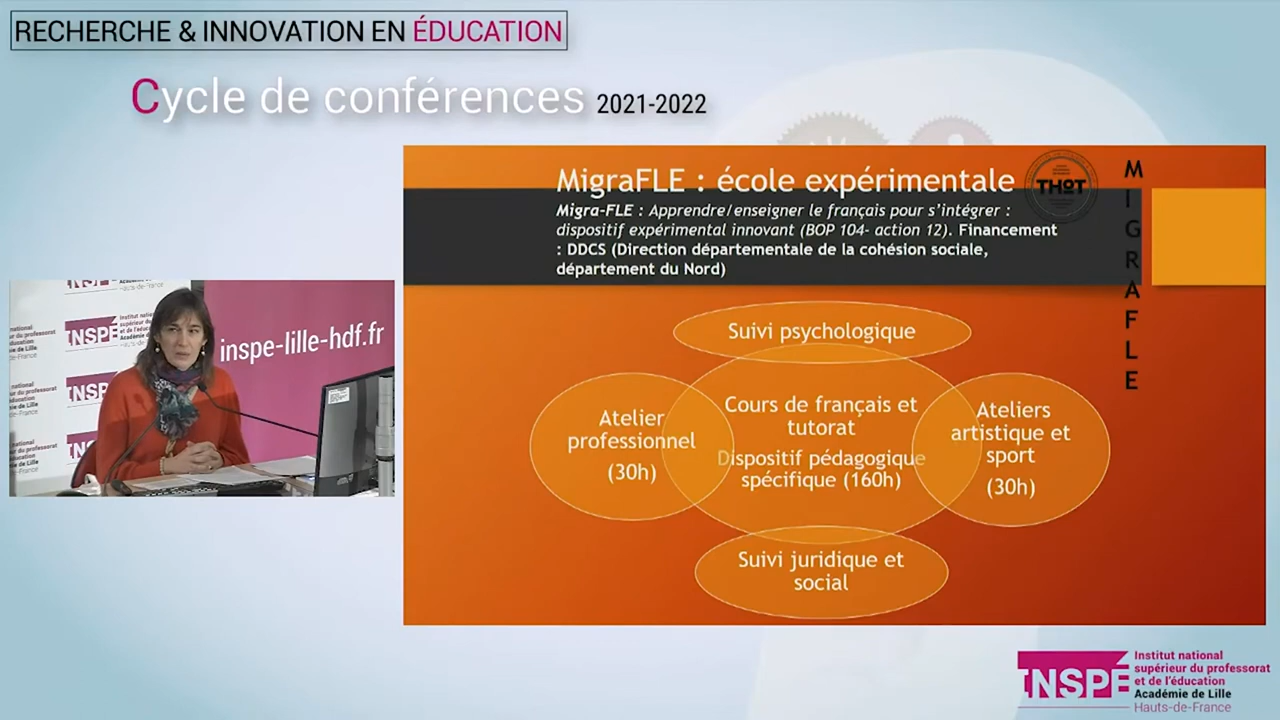 RECHERCHE & INNOVATION EN ÉDUCATION
Cycle de conférences 2021-2022
MigraFLE : école expérimentale
THOT
Migra-FLE : Apprendre/enseigner le français pour s'intégrer :
dispositif expérimental innovant (BOP 104- action 12). Financement
: DDCS (Direction départementale de la cohésion sociale,
département du Nord)
MIGRAFLE
Suivi psychologique
Atelier
professionnel
(30h)
Cours de français et
tutorat
Dispositif pédagogique
spécifique (160h)
Ateliers
artistique et
sport
(30h)
Suivi juridique et
social
inspe-lille-hdf.fr
INSPÉ
Institut national
supérieur du professorat
et de l'éducation
Académie de Lille
Hauts-de-France